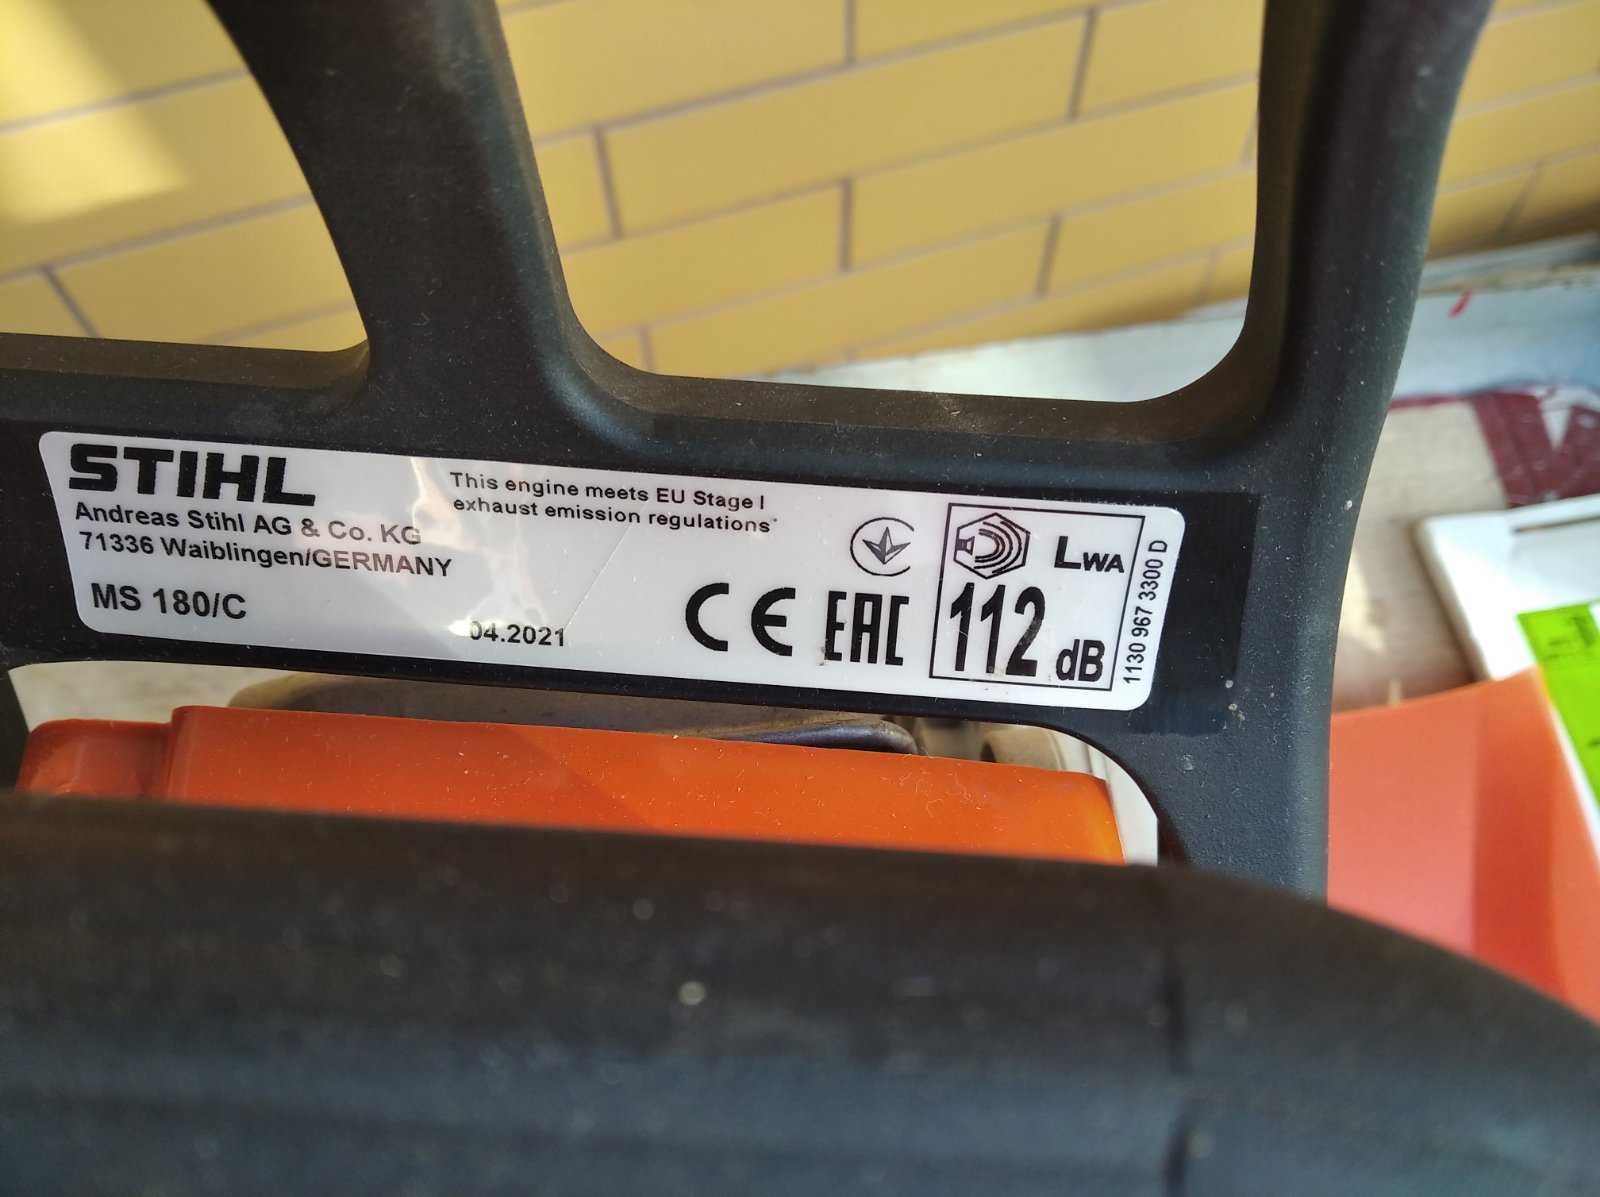 STIHL
Andreas Stihl AG & Co. KG
71336 Waiblingen/GERMANY
MS 180/C
04.2021
This engine meets EU Stage I
exhaust emission regulations
CE EAC
LWA
112 dB
1130 967 3300 D